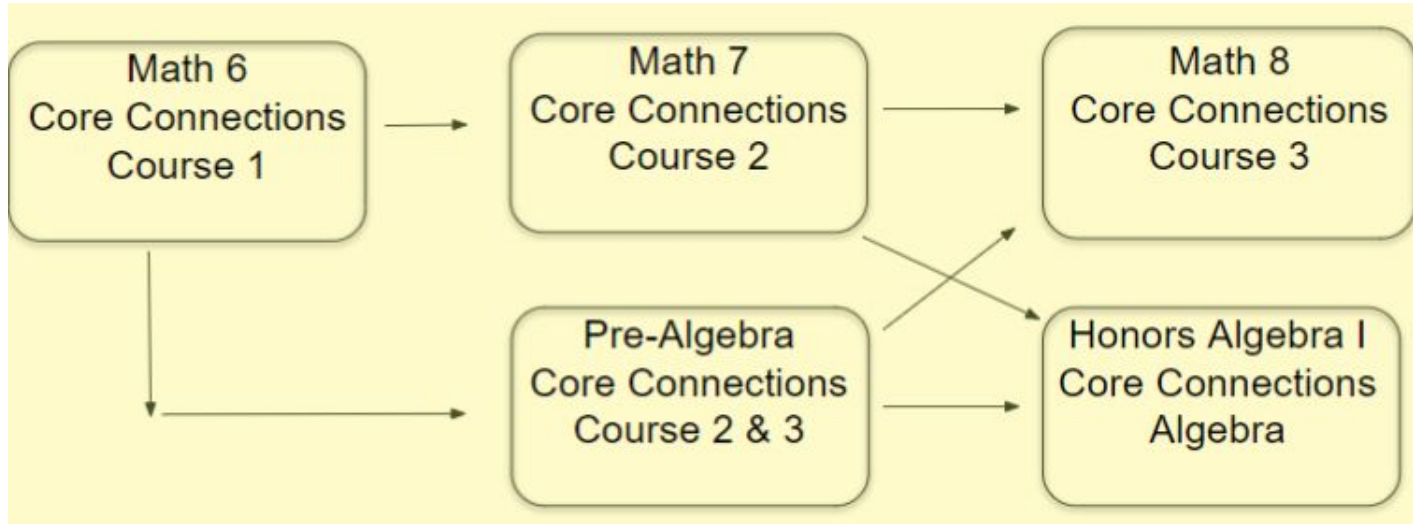 Math 6
Core Connections
Course 1
Math 7
Core Connections
Course 2
Math 8
Core Connections
Course 3
Pre-Algebra
Core Connections
Course 2 & 3
Honors Algebra I
Core Connections
Algebra